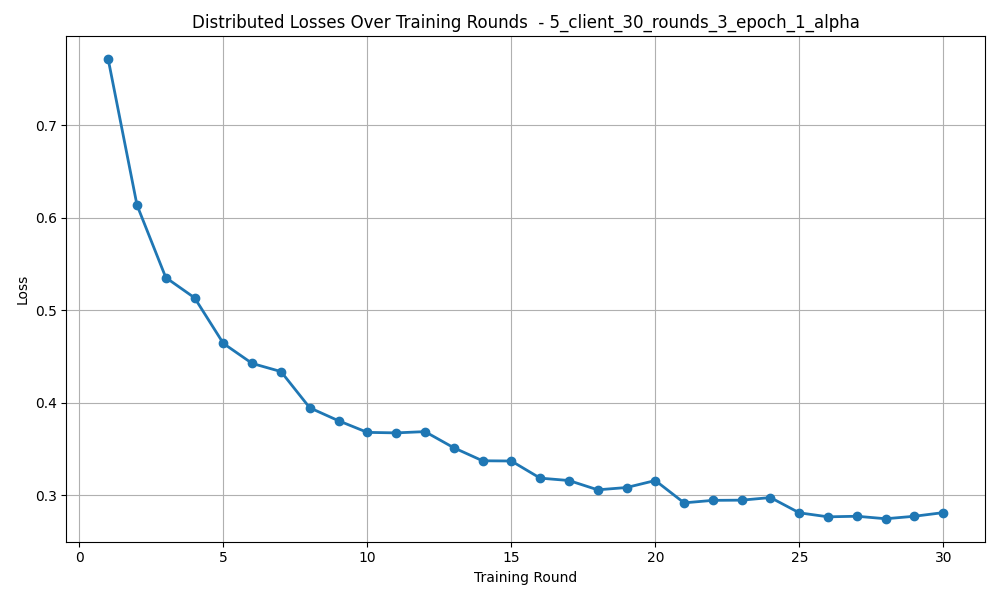 Distributed Losses Over Training Rounds  - 5_client_30_rounds_3_epoch_1_alpha
Loss
0.7
0.6
0.5
0.4
0.3
0 5 10 15 20 25 30
Training Round